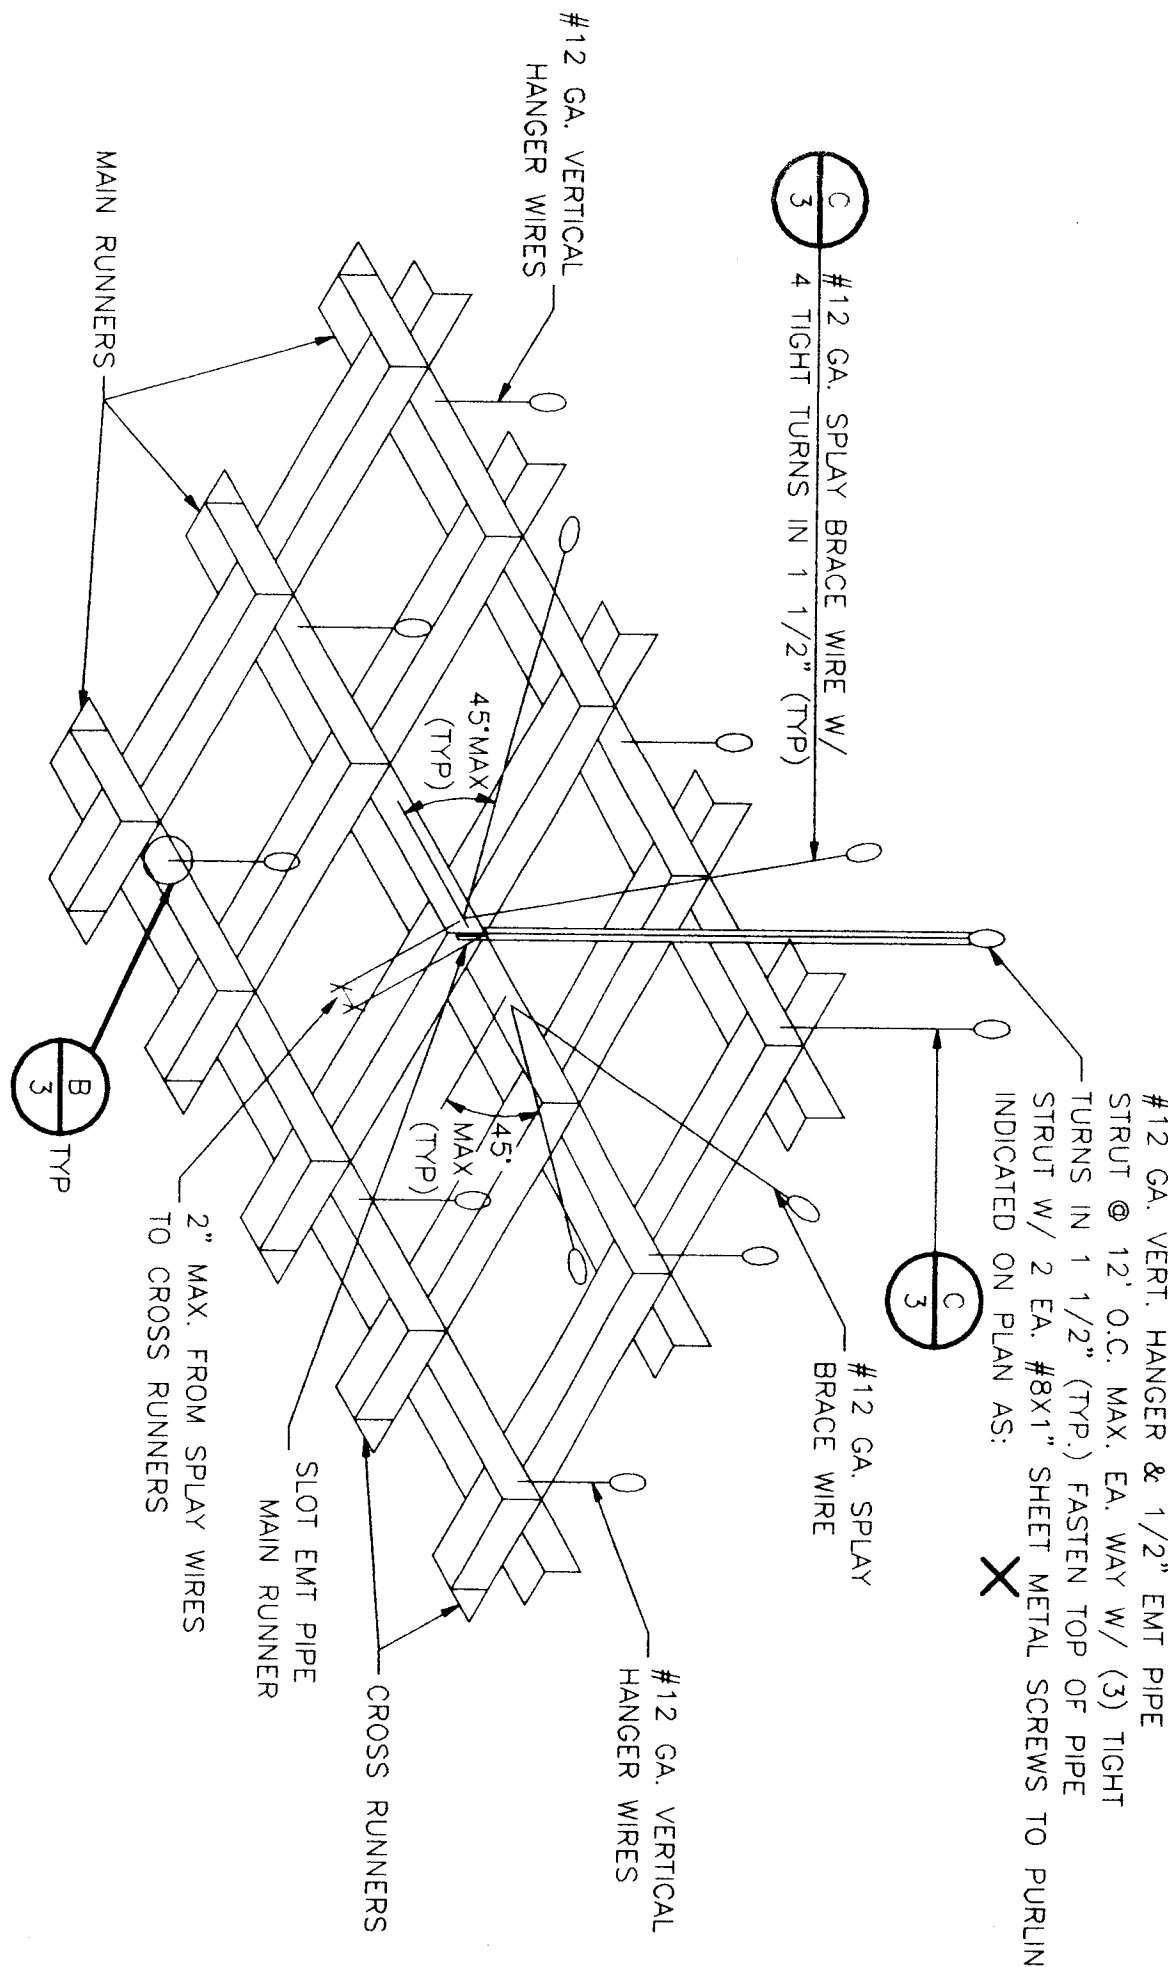 #12 GA. VERT. HANGER & 1/2" EMT PIPE
STRUT @ 12' O.C. MAX. EA. WAY W/ (3) TIGHT
TURNS IN 1 1/2" (TYP.) FASTEN TOP OF PIPE
STRUT W/ 2 EA. #8X1" SHEET METAL SCREWS TO PURLIN
INDICATED ON PLAN AS:
X
C
3
#12 GA. SPLAY BRACE WIRE W/
4 TIGHT TURNS IN 1 1/2" (TYP)
C
3
#12 GA. SPLAY
BRACE WIRE
#12 GA. VERTICAL
HANGER WIRES
#12 GA. VERTICAL
HANGER WIRES
45°MAX
(TYP)
45°
MAX
(TYP)
MAIN RUNNERS
CROSS RUNNERS
SLOT EMT PIPE
MAIN RUNNER
2" MAX. FROM SPLAY WIRES
TO CROSS RUNNERS
B
3
TYP